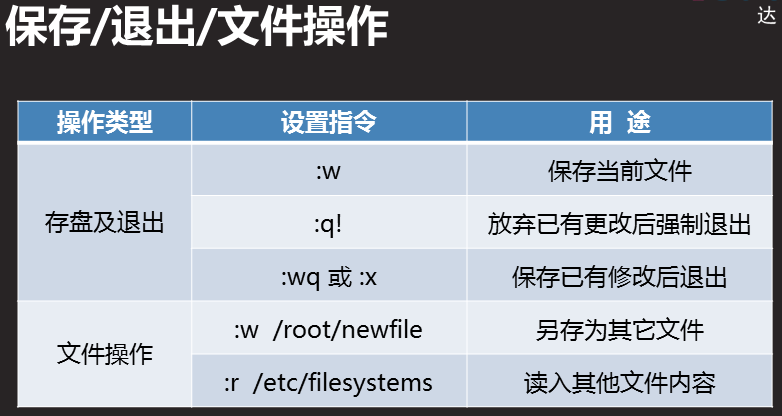 保存/退出/文件操作
达
操作类型 设置指令 用 途
存盘及退出 :w 保存当前文件
:q! 放弃已有更改后强制退出
:wq 或 :x 保存已有修改后退出
文件操作 :w /root/newfile 另存为其它文件
:r /etc/filesystems 读入其他文件内容